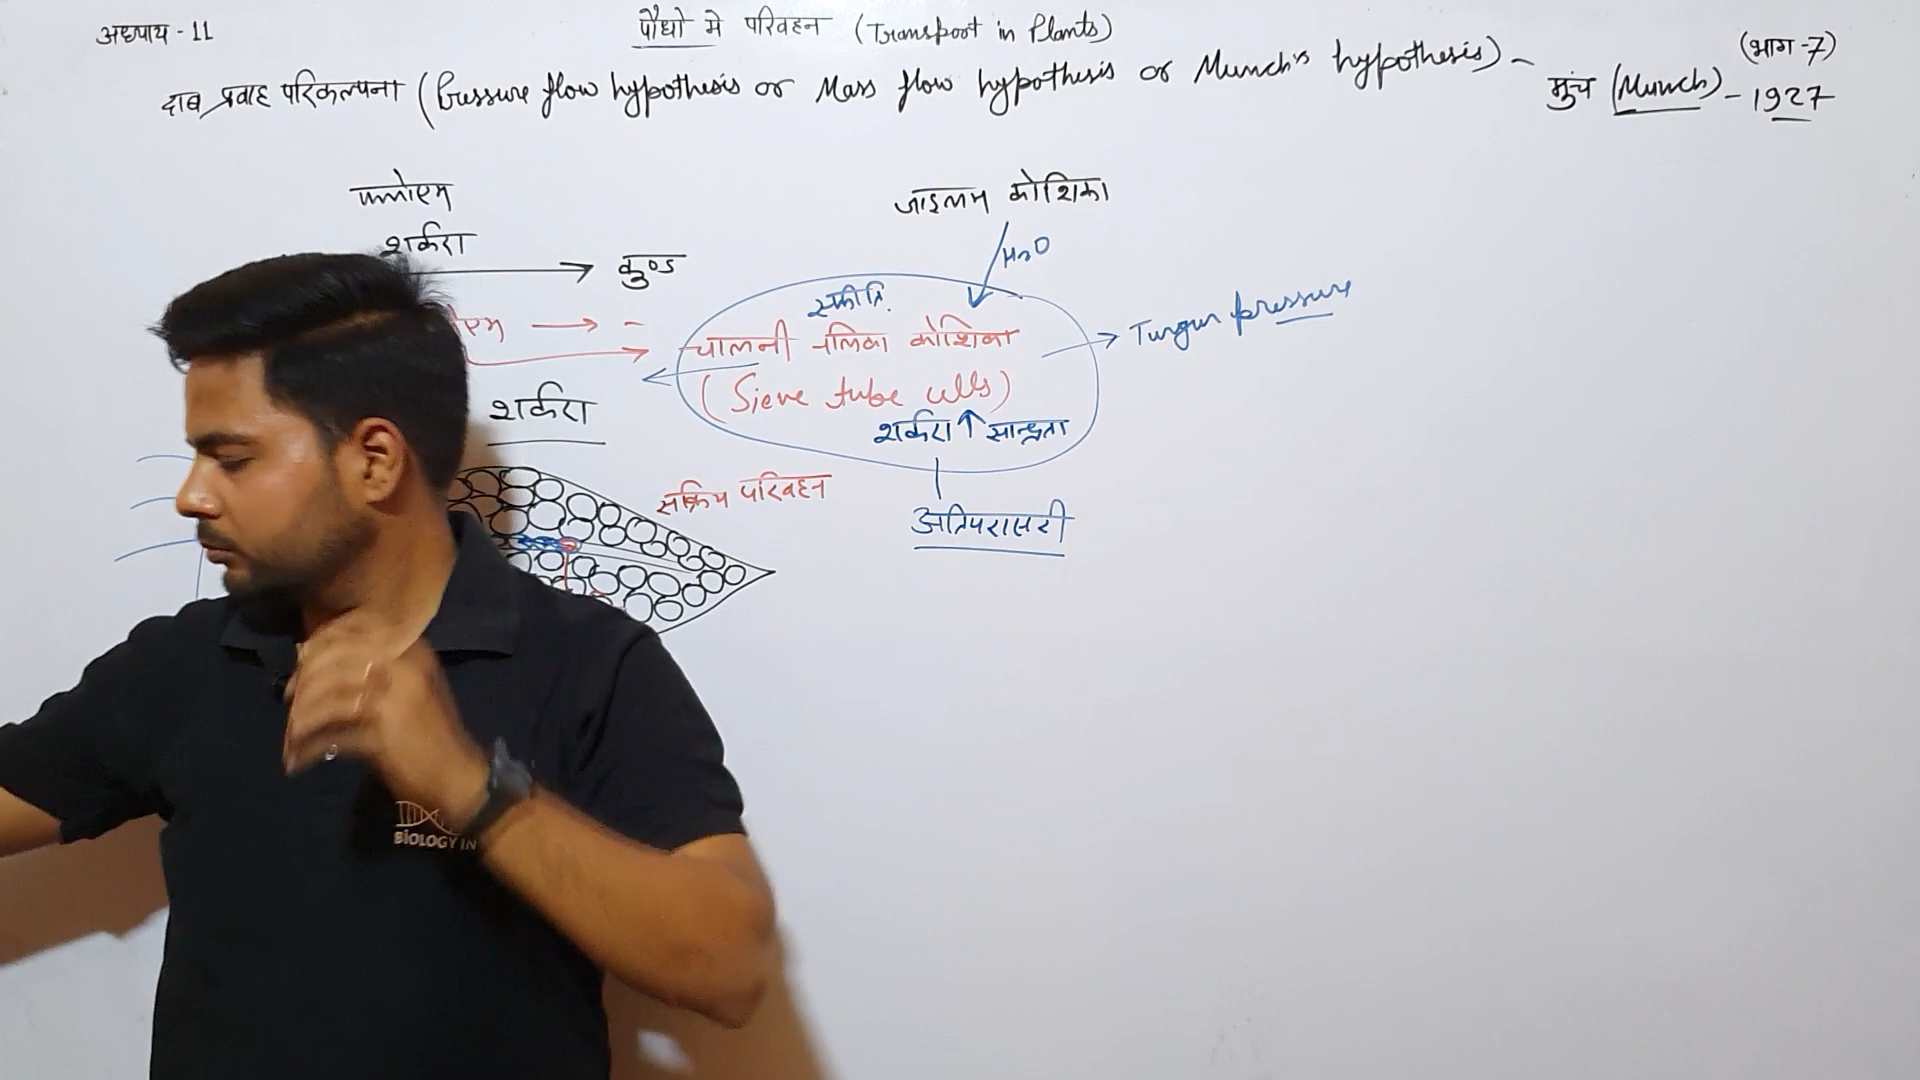 अध्याय - 11
पौधो मे परिवहन (Transport in Plants)
(भाग -7)
दाब प्रवाह परिकल्पना (Pressure flow hypothesis or Mass flow hypothesis or Munch's hypothesis) - मुंच (Munch) - 1927
फ्लोएम
शर्करा
कुण्ड
जाइलम कोशिका
H2O
स्फीति
चालनी नलिका कोशिका
(Sieve tube cells)
शर्करा ↑ सान्द्रता
Turgur pressure
शर्करा
सक्रिय परिवहन
अतिपरासरी
BIOLOGY IN